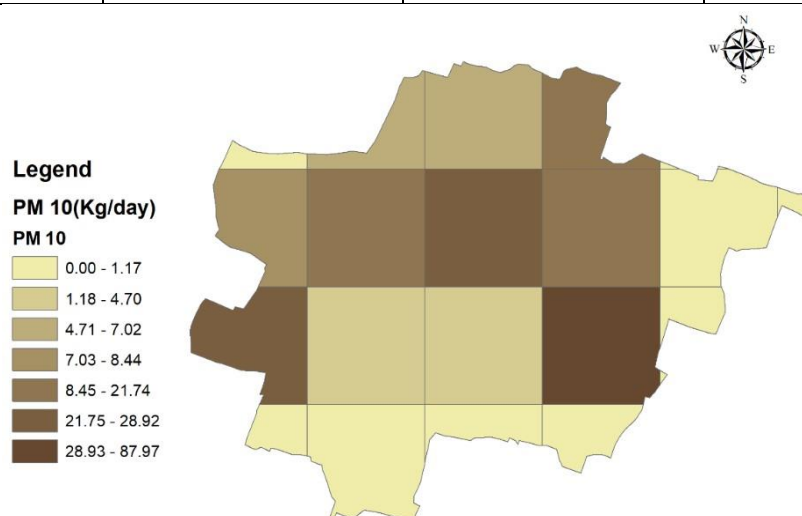 N
W E
S
Legend
PM 10(Kg/day)
PM 10
0.00 - 1.17
1.18 - 4.70
4.71 - 7.02
7.03 - 8.44
8.45 - 21.74
21.75 - 28.92
28.93 - 87.97